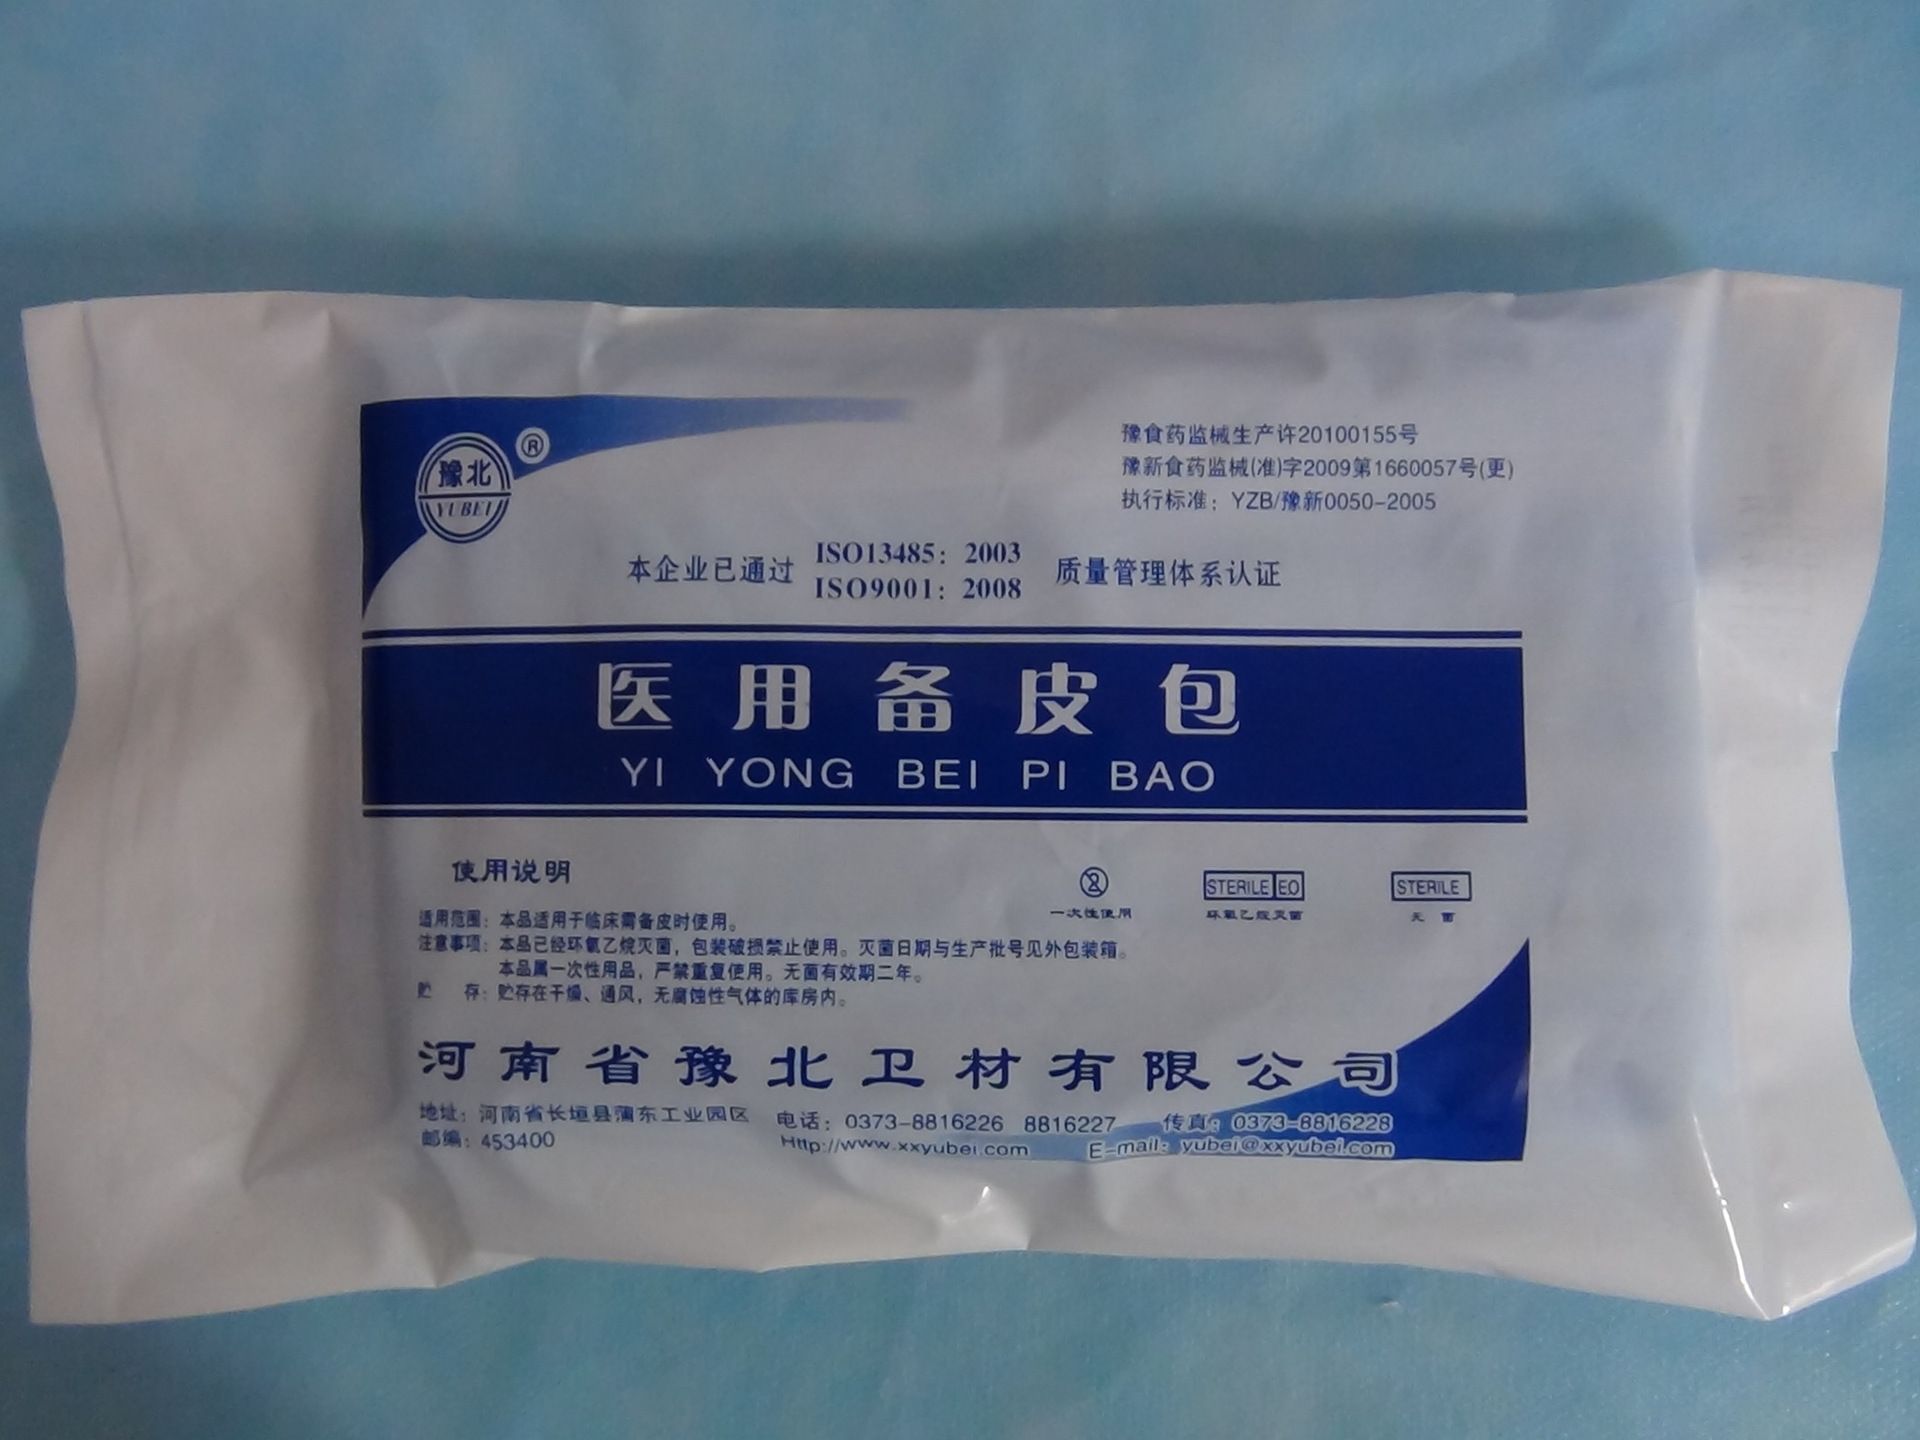 豫北
YUBEI
®
豫食药监械生产许20100155号
豫新食药监械(准)字2009第1660057号(更)
执行标准：YZB/豫新0050-2005
本企业已通过 ISO13485：2003 质量管理体系认证
ISO9001：2008
医用备皮包
YI YONG BEI PI BAO
使用说明
2
STERILE EO
STERILE
一次性使用
环氧乙烷灭菌
无 菌
适用范围：本品适用于临床需备皮时使用。
注意事项：本品已经环氧乙烷灭菌，包装破损禁止使用。灭菌日期与生产批号见外包装箱。
本品属一次性用品，严禁重复使用。无菌有效期二年。
贮 存：贮存在干燥、通风，无腐蚀性气体的库房内。
河南省豫北卫材有限公司
地址：河南省长垣县蒲东工业园区 电话：0373-8816226 8816227 传真：0373-8816228
邮编：453400 Http://www.xxyubei.com E-mail：yubei@xxyubei.com